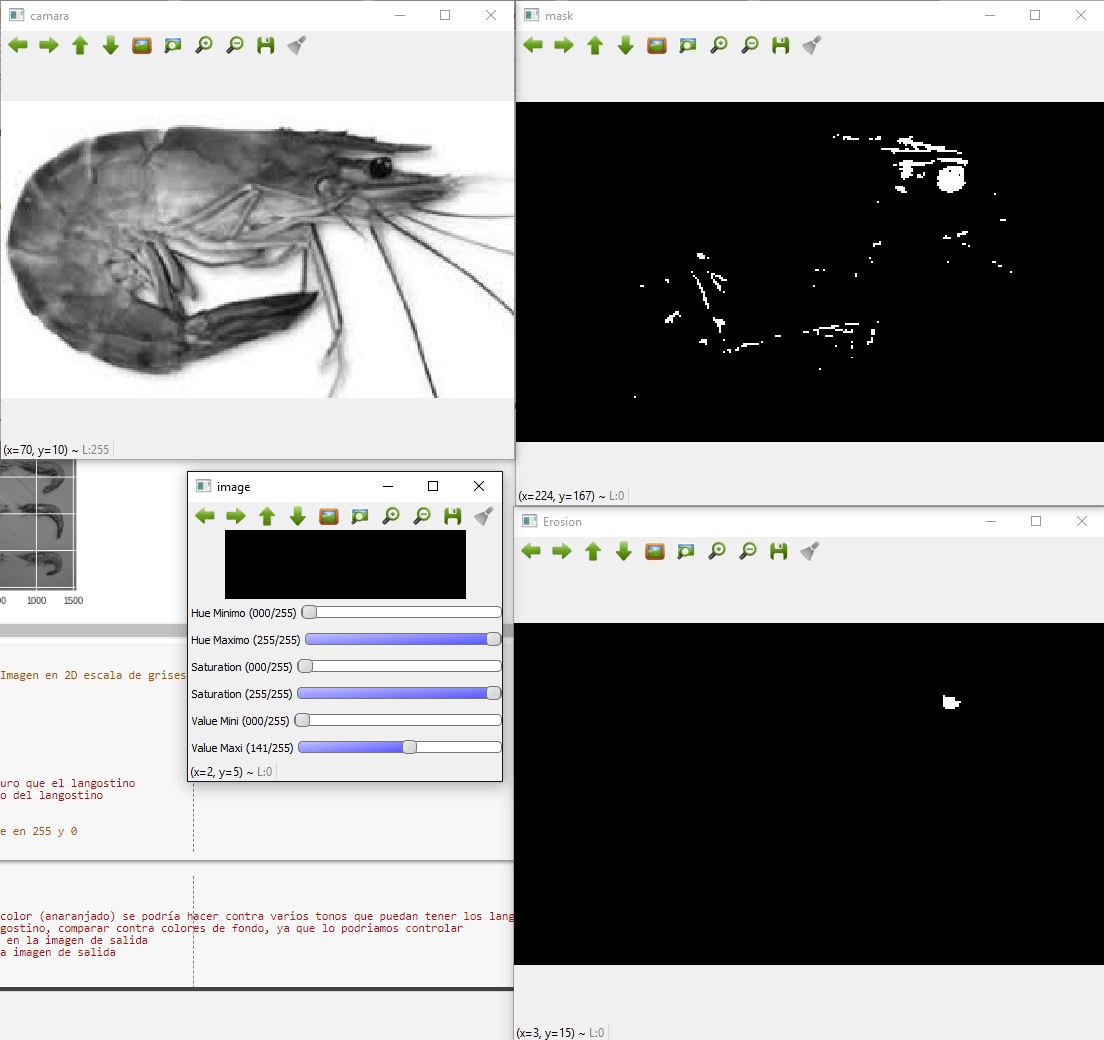 camara
mask
(x=70, y=10) ~ L:255
(x=224, y=167) ~ L:0
image
Erosion
1000 1500
Hue Minimo (000/255)
Hue Maximo (255/255)
Saturation (000/255)
Saturation (255/255)
Value Mini (000/255)
Value Maxi (141/255)
(x=2, y=5) ~ L:0
Imagen en 2D escala de grises
uro que el langostino
o del langostino
e en 255 y 0
color (anaranjado) se podría hacer contra varios tonos que puedan tener los lang
gostino, comparar contra colores de fondo, ya que lo podriamos controlar
en la imagen de salida
a imagen de salida
(x=3, y=15) ~ L:0